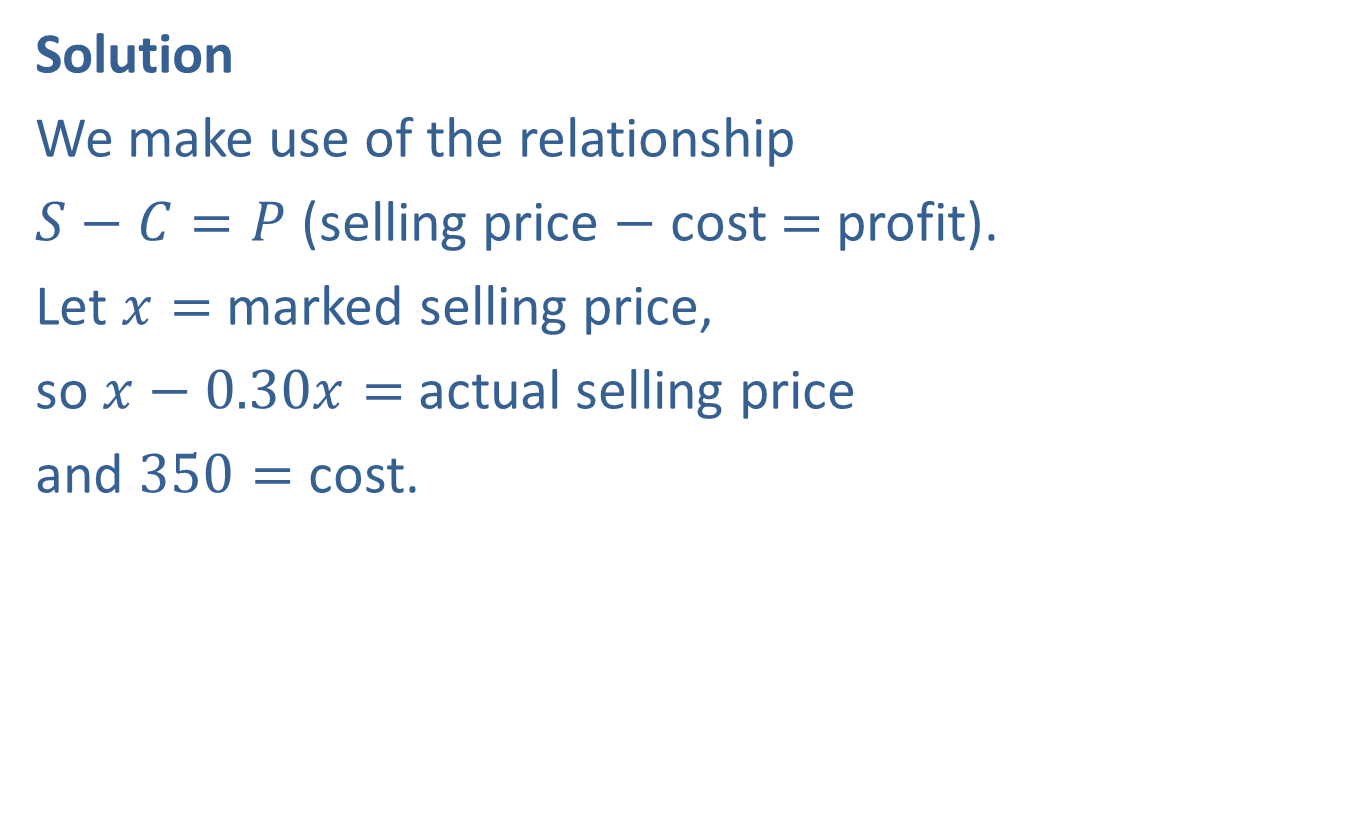 Solution
We make use of the relationship
S − C = P (selling price − cost = profit).
Let x = marked selling price,
so x − 0.30x = actual selling price
and 350 = cost.